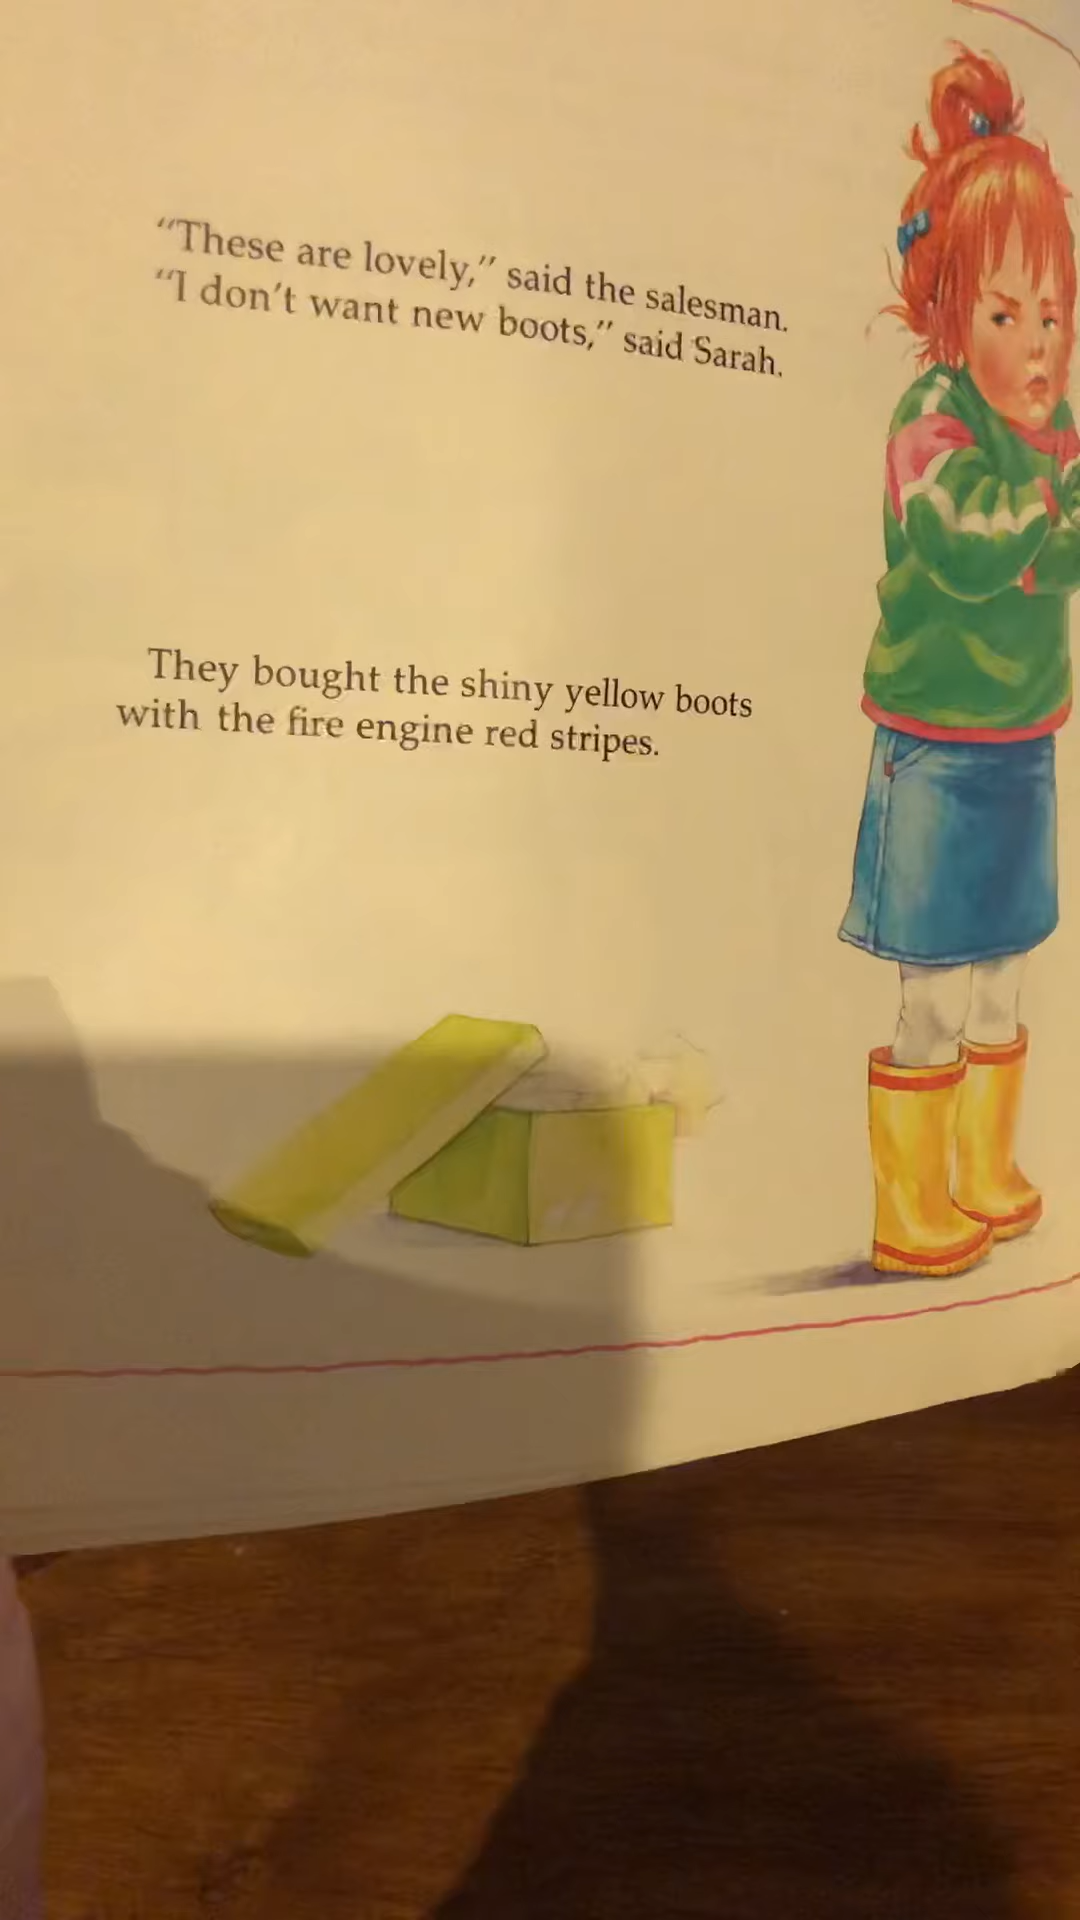 “These are lovely,” said the salesman.
“I don’t want new boots,” said Sarah.
They bought the shiny yellow boots
with the fire engine red stripes.